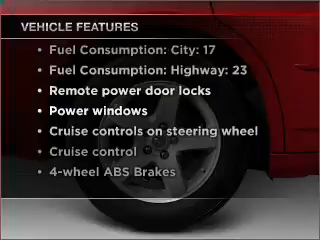 VEHICLE FEATURES
• Fuel Consumption: City: 17
• Fuel Consumption: Highway: 23
• Remote power door locks
• Power windows
• Cruise controls on steering wheel
• Cruise control
• 4-wheel ABS Brakes